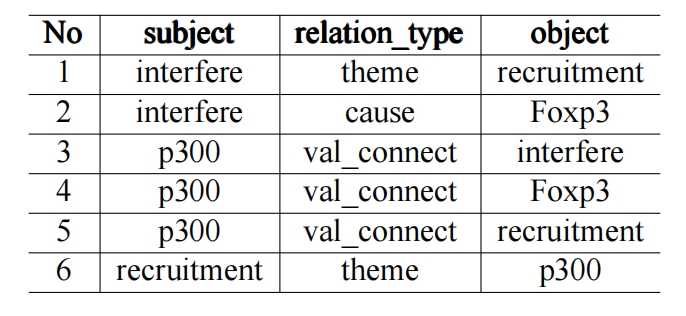 No subject relation_type object
1 interfere theme recruitment
2 interfere cause Foxp3
3 p300 val_connect interfere
4 p300 val_connect Foxp3
5 p300 val_connect recruitment
6 recruitment theme p300